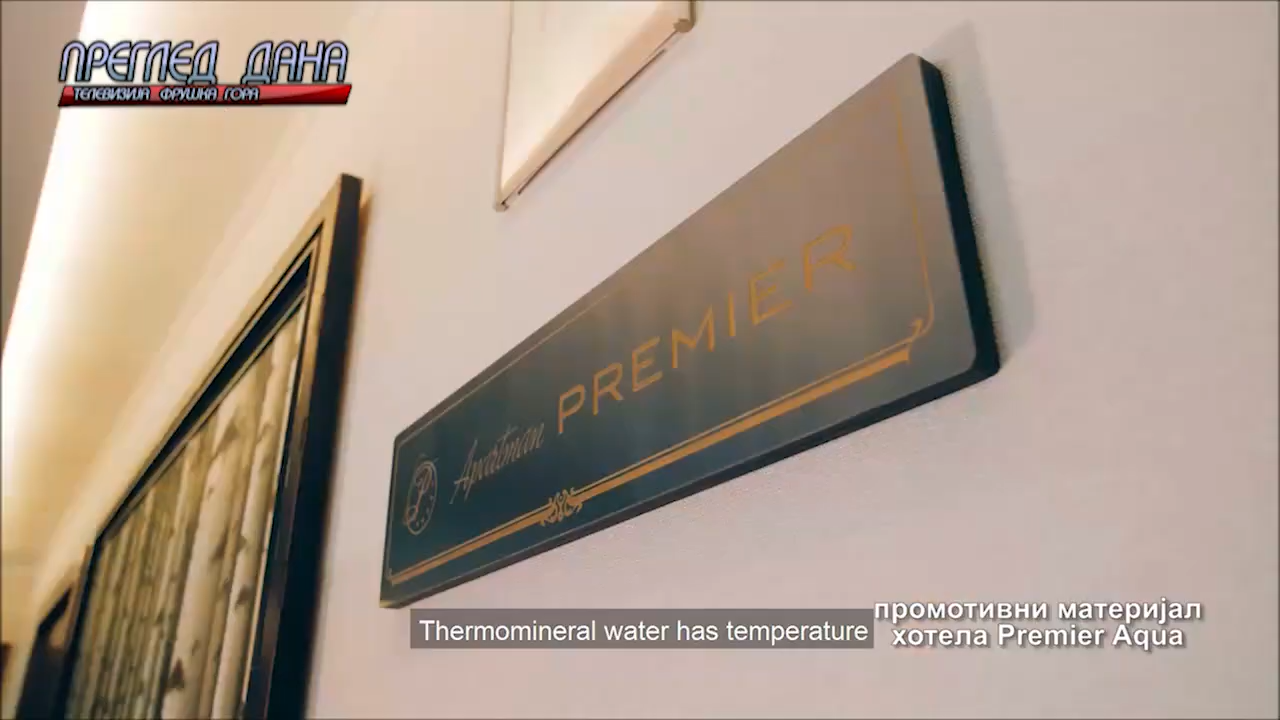 ПРЕГЛЕД ДАНА
ТЕЛЕВИЗИЈА ФРУШКА ГОРА
Apartman PREMIER
Thermomineral water has temperature
промотивни материјал
хотела Premier Aqua